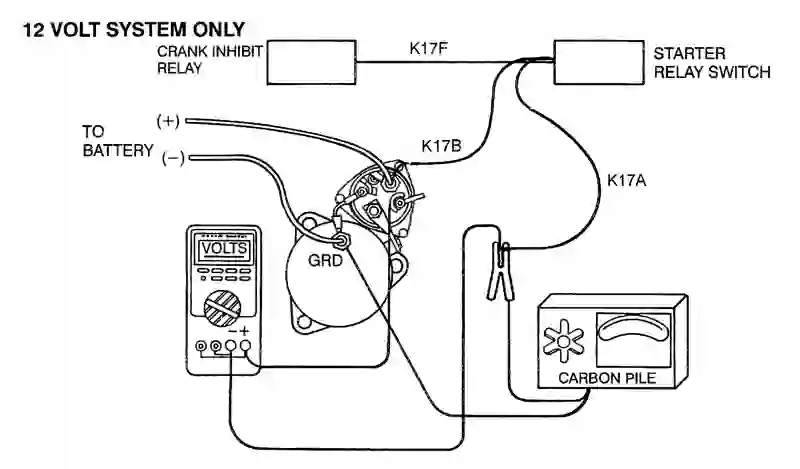 12 VOLT SYSTEM ONLY
CRANK INHIBIT
RELAY
K17F
STARTER
RELAY SWITCH
(+)
TO
BATTERY
(−)
K17B
K17A
VOLTS
GRD
− +
CARBON PILE